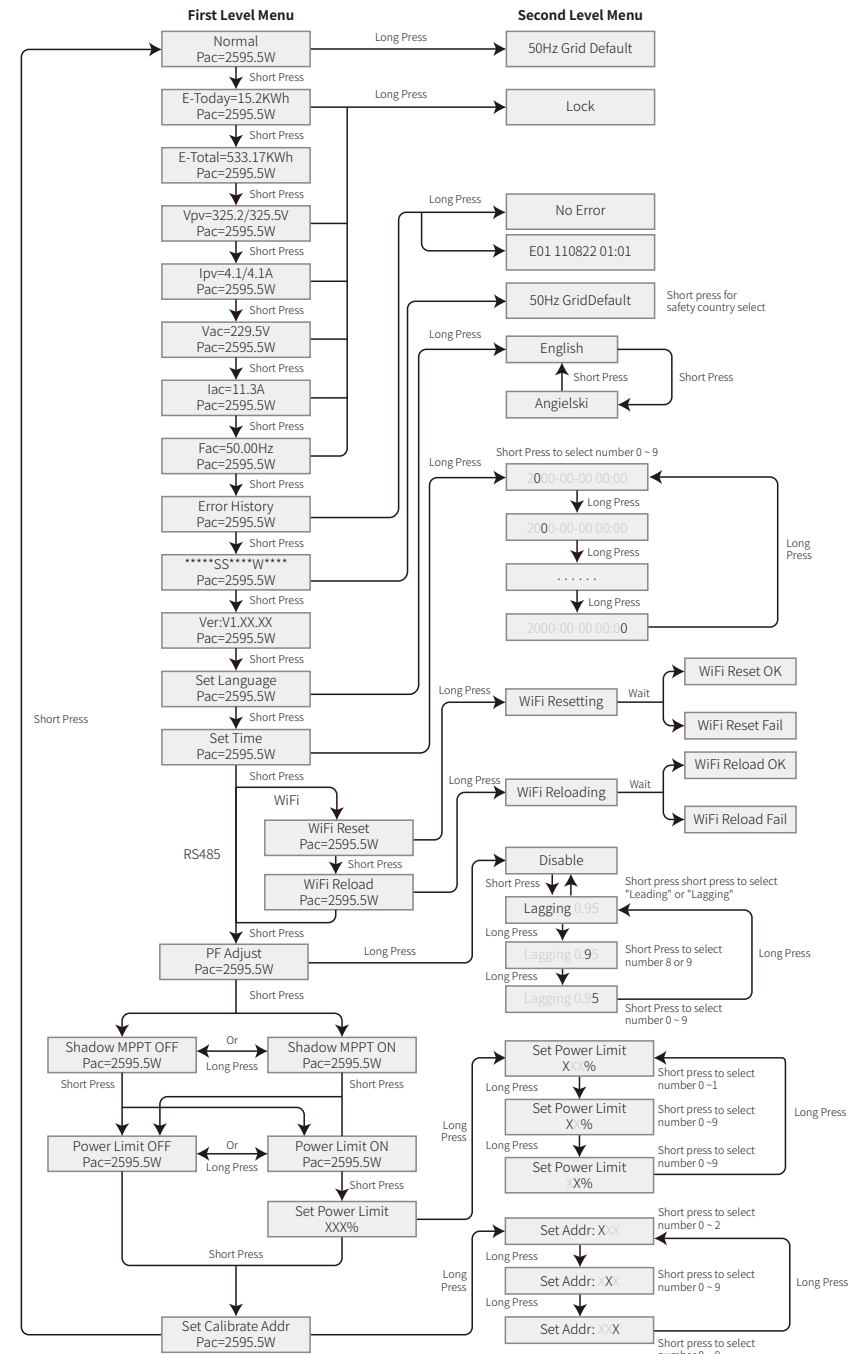 First Level Menu
Second Level Menu
Normal
Pac=2595.5W
Long Press
50Hz Grid Default
Short Press
E-Today=15.2KWh
Pac=2595.5W
Long Press
Lock
Short Press
E-Total=533.17KWh
Pac=2595.5W
Short Press
Vpv=325.2/325.5V
Pac=2595.5W
Long Press
No Error
E01 110822 01:01
Short Press
Ipv=4.1/4.1A
Pac=2595.5W
50Hz GridDefault
Short press for
safety country select
Short Press
Vac=229.5V
Pac=2595.5W
Long Press
English
Short Press
Short Press
Angielski
Short Press
Iac=11.3A
Pac=2595.5W
Short Press
Fac=50.00Hz
Pac=2595.5W
Short Press to select number 0 ~ 9
Long Press
2000-00-00 00:00
Long Press
2000-00-00 00:00
Long Press
. . . . . .
Long Press
2000-00-00 00:00
Long
Press
Short Press
Error History
Pac=2595.5W
Short Press
*****SS****W****
Pac=2595.5W
Short Press
Ver:V1.XX.XX
Pac=2595.5W
Short Press
Set Language
Pac=2595.5W
Short Press
Short Press
Set Time
Pac=2595.5W
Long Press
WiFi Resetting
Wait
WiFi Reset OK
WiFi Reset Fail
Short Press
WiFi
RS485
WiFi Reset
Pac=2595.5W
Short Press
WiFi Reload
Pac=2595.5W
Long Press
WiFi Reloading
Wait
WiFi Reload OK
WiFi Reload Fail
Short Press
PF Adjust
Pac=2595.5W
Long Press
Disable
Short Press
Short press short press to select
"Leading" or "Lagging"
Lagging 0.95
Long Press
Lagging 0.95
Short Press to select
number 8 or 9
Long Press
Long Press
Lagging 0.95
Short Press to select
number 0 ~ 9
Short Press
Shadow MPPT OFF
Pac=2595.5W
Or
Long Press
Shadow MPPT ON
Pac=2595.5W
Short Press
Short Press
Power Limit OFF
Pac=2595.5W
Or
Long Press
Power Limit ON
Pac=2595.5W
Short Press
Set Power Limit
XXX%
Long
Press
Set Power Limit
XXX%
Short press to select
number 0 ~1
Long Press
Set Power Limit
XX%
Short press to select
number 0 ~9
Long Press
Long Press
Set Power Limit
XX%
Short press to select
number 0 ~9
Short Press
Set Calibrate Addr
Pac=2595.5W
Long
Press
Short press to select
number 0 ~ 2
Set Addr: XXX
Long Press
Set Addr: XXX
Short press to select
number 0 ~ 9
Long Press
Long Press
Set Addr: XXX
Short press to select